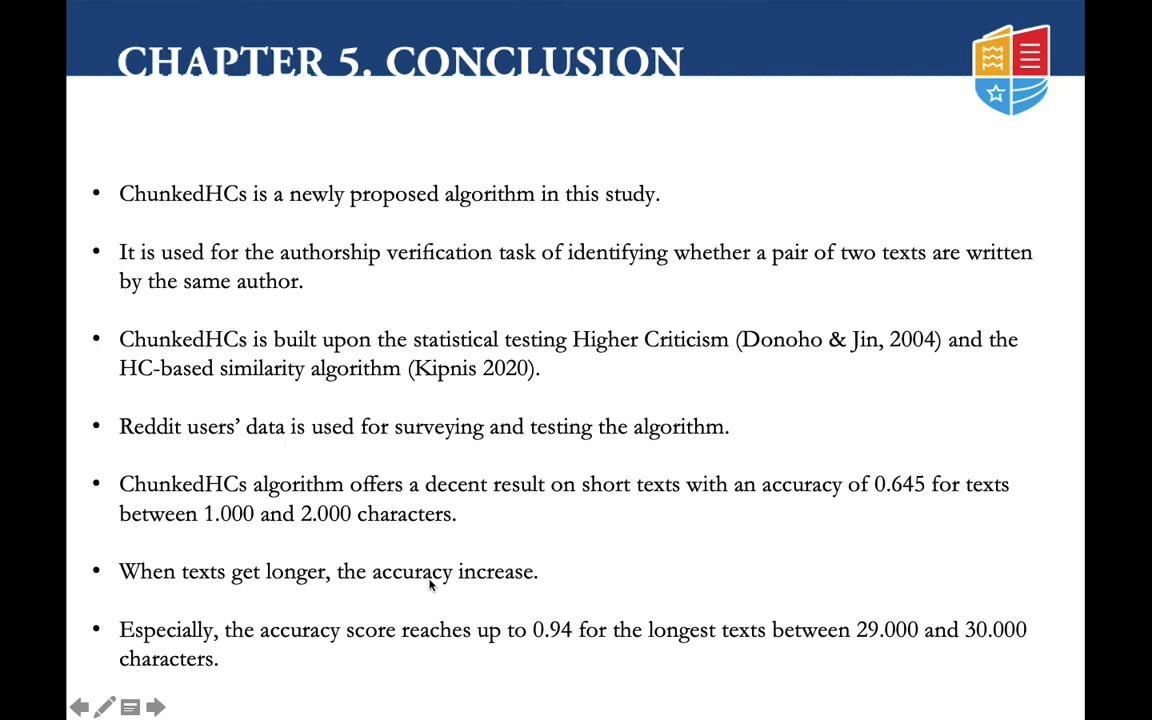 CHAPTER 5. CONCLUSION
• ChunkedHCs is a newly proposed algorithm in this study.
• It is used for the authorship verification task of identifying whether a pair of two texts are written
by the same author.
• ChunkedHCs is built upon the statistical testing Higher Criticism (Donoho & Jin, 2004) and the
HC-based similarity algorithm (Kipnis 2020).
• Reddit users’ data is used for surveying and testing the algorithm.
• ChunkedHCs algorithm offers a decent result on short texts with an accuracy of 0.645 for texts
between 1.000 and 2.000 characters.
• When texts get longer, the accuracy increase.
• Especially, the accuracy score reaches up to 0.94 for the longest texts between 29.000 and 30.000
characters.